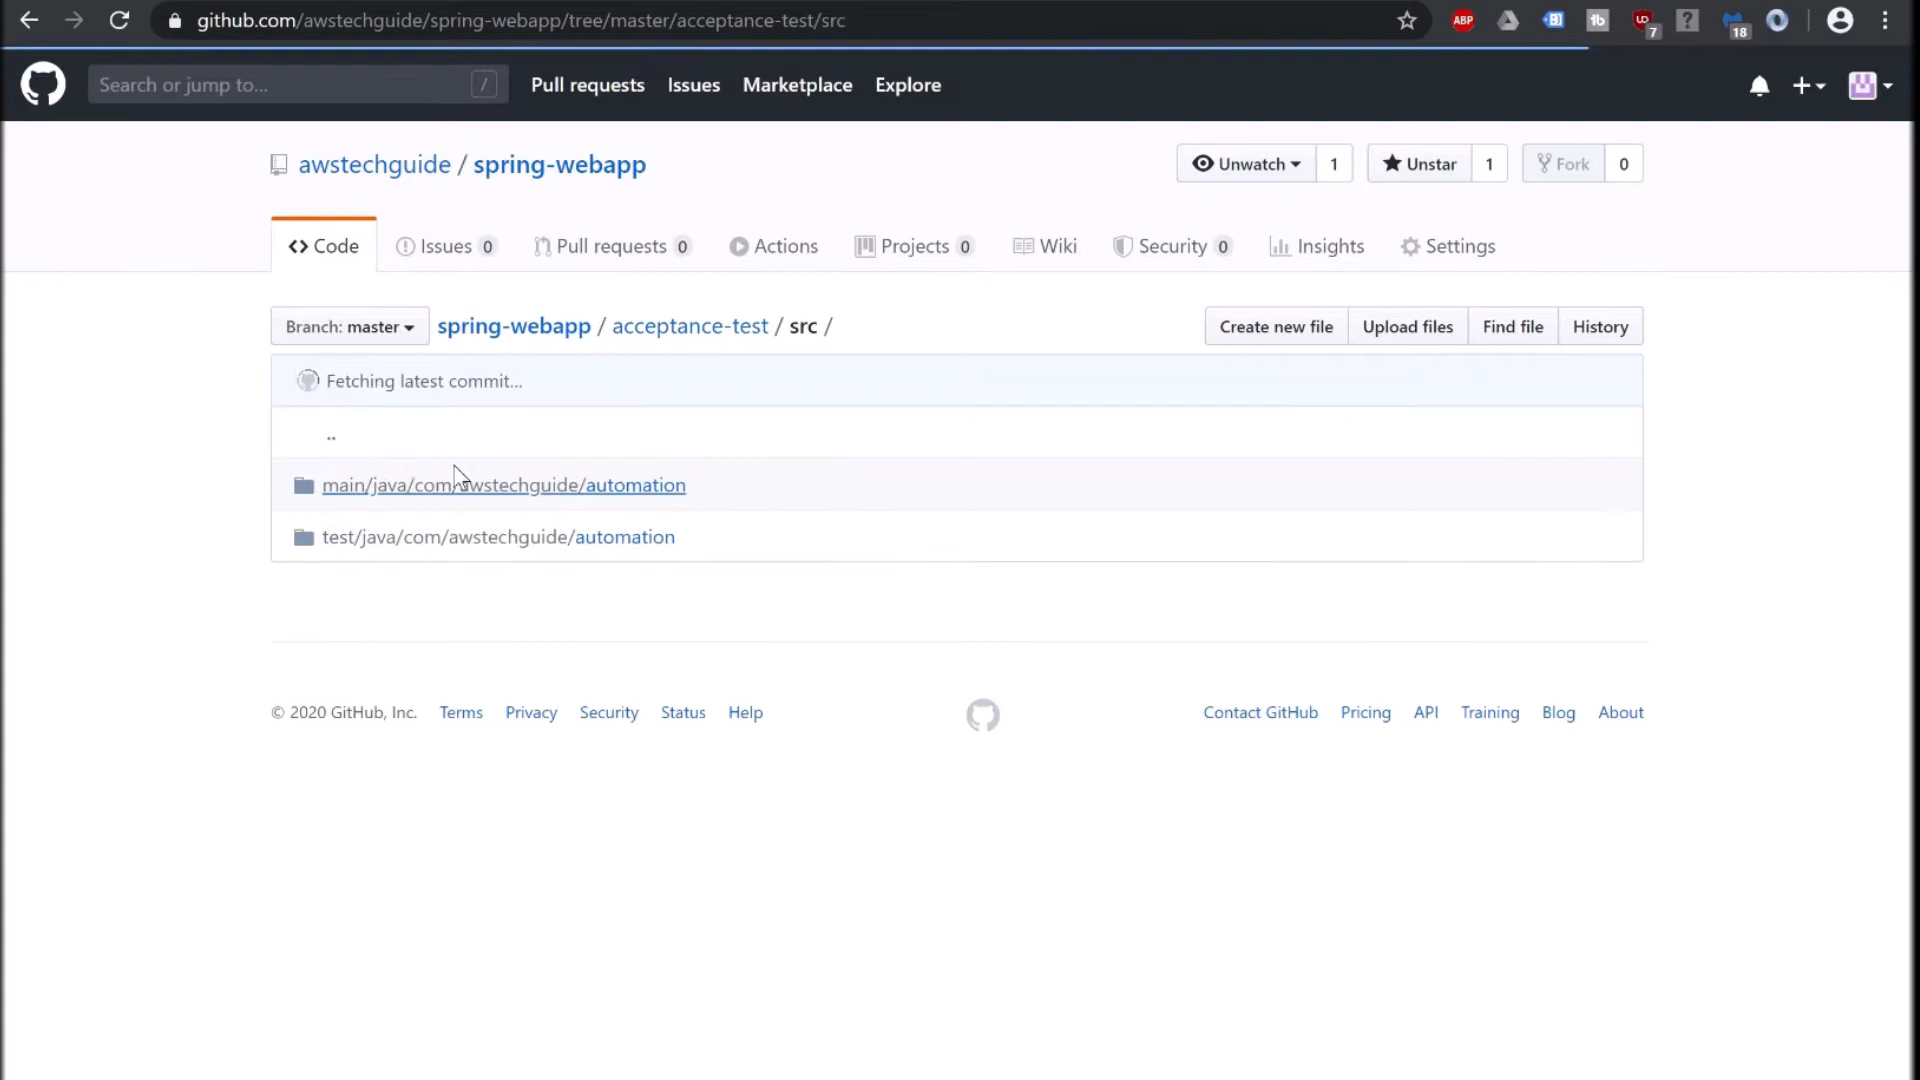 github.com/awstechguide/spring-webapp/tree/master/acceptance-test/src
ABP
tb
7
?
18
Search or jump to...
/
Pull requests
Issues
Marketplace
Explore
awstechguide / spring-webapp
Unwatch 1
Unstar 1
Fork 0
Code
Issues 0
Pull requests 0
Actions
Projects 0
Wiki
Security 0
Insights
Settings
Branch: master
spring-webapp / acceptance-test / src /
Create new file
Upload files
Find file
History
Fetching latest commit...
..
main/java/com/awstechguide/automation
test/java/com/awstechguide/automation
© 2020 GitHub, Inc.
Terms
Privacy
Security
Status
Help
Contact GitHub
Pricing
API
Training
Blog
About